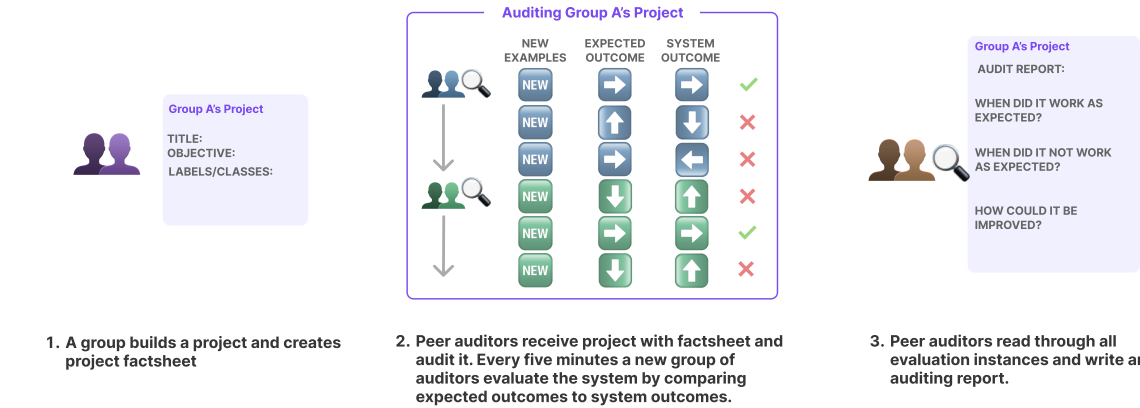 Group A's Project
TITLE:
OBJECTIVE:
LABELS/CLASSES:
1. A group builds a project and creates
project factsheet
Auditing Group A's Project
NEW
EXAMPLES
EXPECTED
OUTCOME
SYSTEM
OUTCOME
NEW
NEW
NEW
NEW
NEW
NEW
2. Peer auditors receive project with factsheet and
audit it. Every five minutes a new group of
auditors evaluate the system by comparing
expected outcomes to system outcomes.
Group A's Project
AUDIT REPORT:
WHEN DID IT WORK AS
EXPECTED?
WHEN DID IT NOT WORK
AS EXPECTED?
HOW COULD IT BE
IMPROVED?
3. Peer auditors read through all
evaluation instances and write
auditing report.